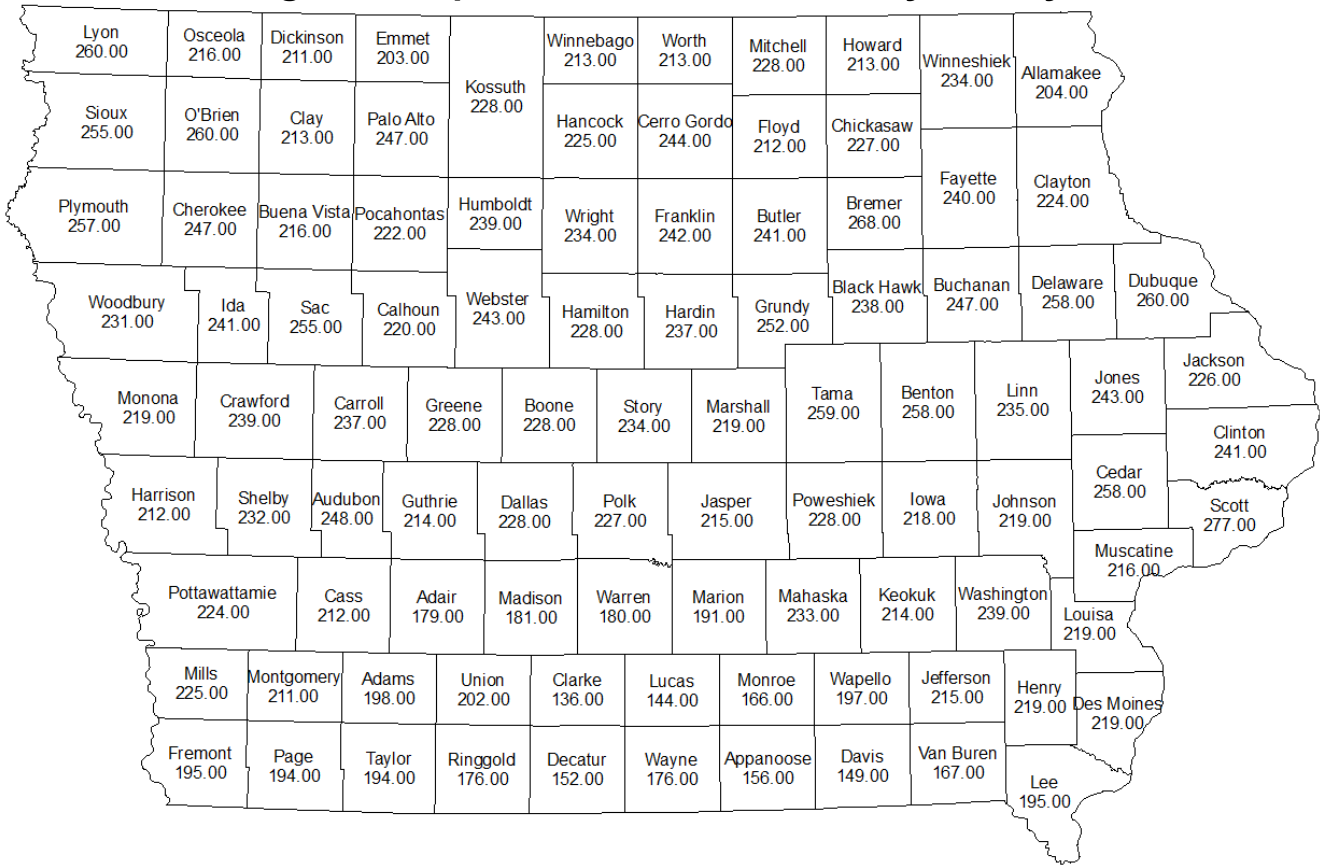 Lyon
260.00
Osceola
216.00
Dickinson
211.00
Emmet
203.00
Kossuth
228.00
Winnebago
213.00
Worth
213.00
Mitchell
228.00
Howard
213.00
Winneshiek
234.00
Allamakee
204.00
Sioux
255.00
O'Brien
260.00
Clay
213.00
Palo Alto
247.00
Hancock
225.00
Cerro Gordo
244.00
Floyd
212.00
Chickasaw
227.00
Plymouth
257.00
Cherokee
247.00
Buena Vista
216.00
Pocahontas
222.00
Humboldt
239.00
Wright
234.00
Franklin
242.00
Butler
241.00
Bremer
268.00
Fayette
240.00
Clayton
224.00
Woodbury
231.00
Ida
241.00
Sac
255.00
Calhoun
220.00
Webster
243.00
Hamilton
228.00
Hardin
237.00
Grundy
252.00
Black Hawk
238.00
Buchanan
247.00
Delaware
258.00
Dubuque
260.00
Monona
219.00
Crawford
239.00
Carroll
237.00
Greene
228.00
Boone
228.00
Story
234.00
Marshall
219.00
Tama
259.00
Benton
258.00
Linn
235.00
Jones
243.00
Jackson
226.00
Clinton
241.00
Harrison
212.00
Shelby
232.00
Audubon
248.00
Guthrie
214.00
Dallas
228.00
Polk
227.00
Jasper
215.00
Poweshiek
228.00
Iowa
218.00
Johnson
219.00
Cedar
258.00
Scott
277.00
Muscatine
216.00
Pottawattamie
224.00
Cass
212.00
Adair
179.00
Madison
181.00
Warren
180.00
Marion
191.00
Mahaska
233.00
Keokuk
214.00
Washington
239.00
Louisa
219.00
Mills
225.00
Montgomery
211.00
Adams
198.00
Union
202.00
Clarke
136.00
Lucas
144.00
Monroe
166.00
Wapello
197.00
Jefferson
215.00
Henry
219.00
Des Moines
219.00
Fremont
195.00
Page
194.00
Taylor
194.00
Ringgold
176.00
Decatur
152.00
Wayne
176.00
Appanoose
156.00
Davis
149.00
Van Buren
167.00
Lee
195.00